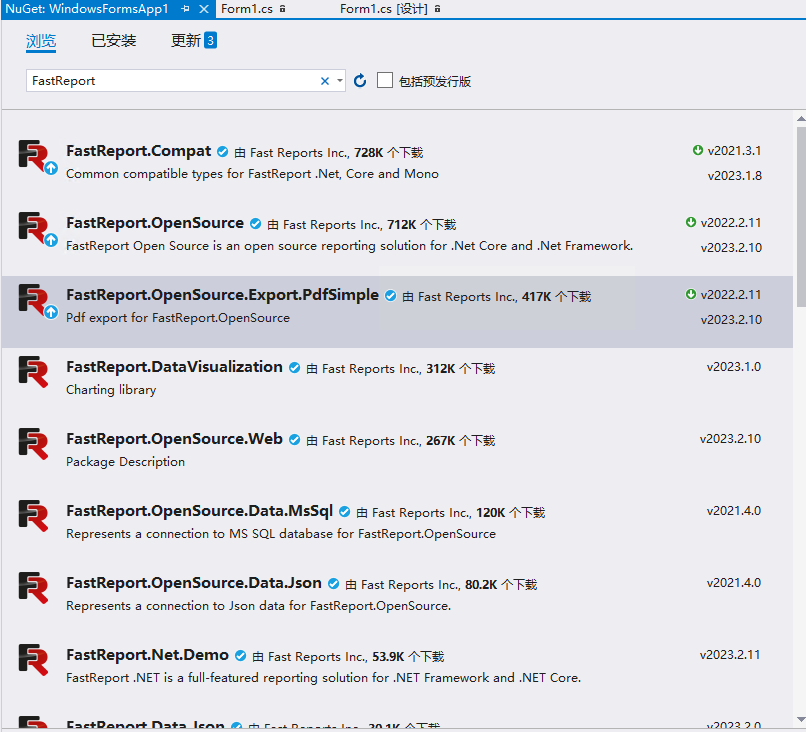 NuGet: WindowsFormsApp1
Form1.cs
Form1.cs [设计]
浏览
已安装
更新 3
FastReport
包括预发行版
FastReport.Compat 由 Fast Reports Inc., 728K 个下载
v2021.3.1
Common compatible types for FastReport .Net, Core and Mono
v2023.1.8
FastReport.OpenSource 由 Fast Reports Inc., 712K 个下载
v2022.2.11
FastReport Open Source is an open source reporting solution for .Net Core and .Net Framework.
v2023.2.10
FastReport.OpenSource.Export.PdfSimple 由 Fast Reports Inc., 417K 个下载
v2022.2.11
Pdf export for FastReport.OpenSource
v2023.2.10
FastReport.DataVisualization 由 Fast Reports Inc., 312K 个下载
v2023.1.0
Charting library
FastReport.OpenSource.Web 由 Fast Reports Inc., 267K 个下载
v2023.2.10
Package Description
FastReport.OpenSource.Data.MsSql 由 Fast Reports Inc., 120K 个下载
v2021.4.0
Represents a connection to MS SQL database for FastReport.OpenSource
FastReport.OpenSource.Data.Json 由 Fast Reports Inc., 80.2K 个下载
v2021.4.0
Represents a connection to Json data for FastReport.OpenSource.
FastReport.Net.Demo 由 Fast Reports Inc., 53.9K 个下载
v2023.2.11
FastReport .NET is a full-featured reporting solution for .NET Framework and .NET Core.
FastReport.Data.Json 由 Fast Reports Inc., 个下载
v2023.2.0